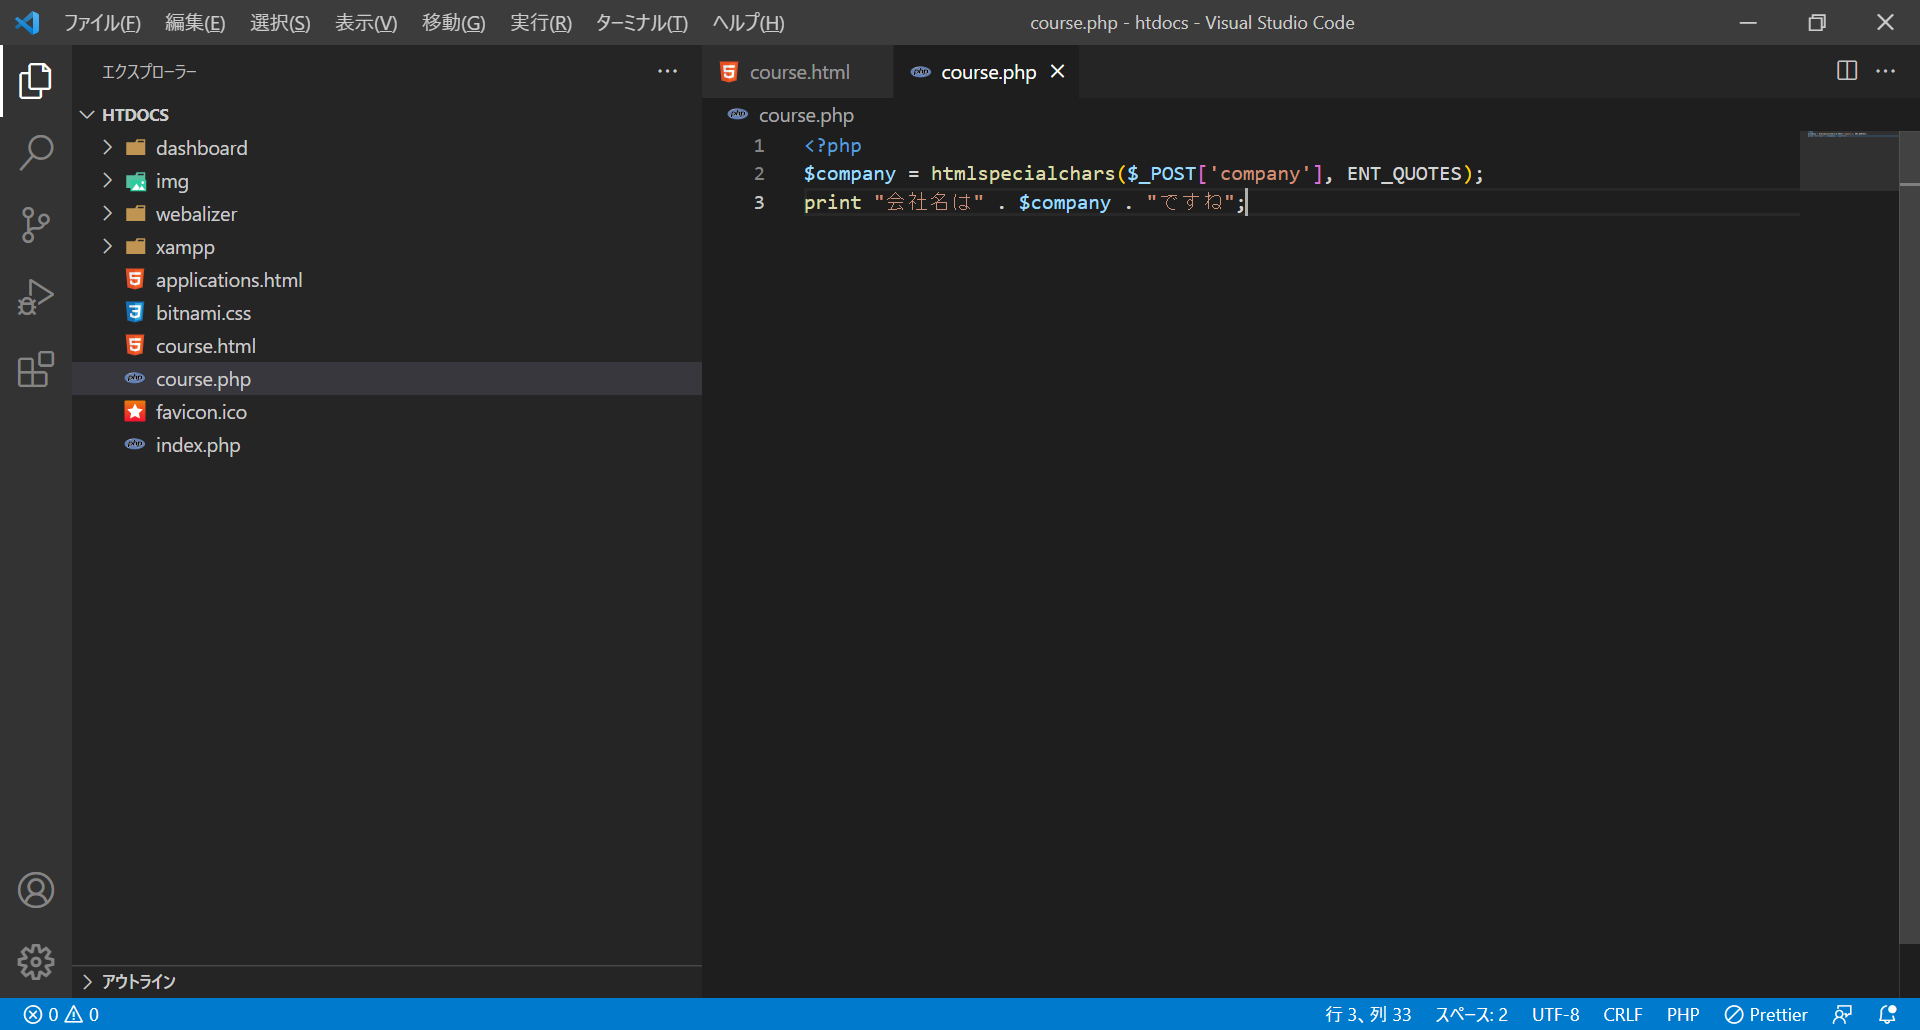 ファイル(F) 編集(E) 選択(S) 表示(V) 移動(G) 実行(R) ターミナル(T) ヘルプ(H) course.php - htdocs - Visual Studio Code
エクスプローラー
HTDOCS
dashboard
img
webalizer
xampp
applications.html
bitnami.css
course.html
course.php
favicon.ico
index.php
アウトライン
course.html course.php
course.php
1 <?php
2 $company = htmlspecialchars($_POST['company'], ENT_QUOTES);
3 print "会社名は" . $company . "ですね";
0 0 行 3、列 33 スペース: 2 UTF-8 CRLF PHP Prettier